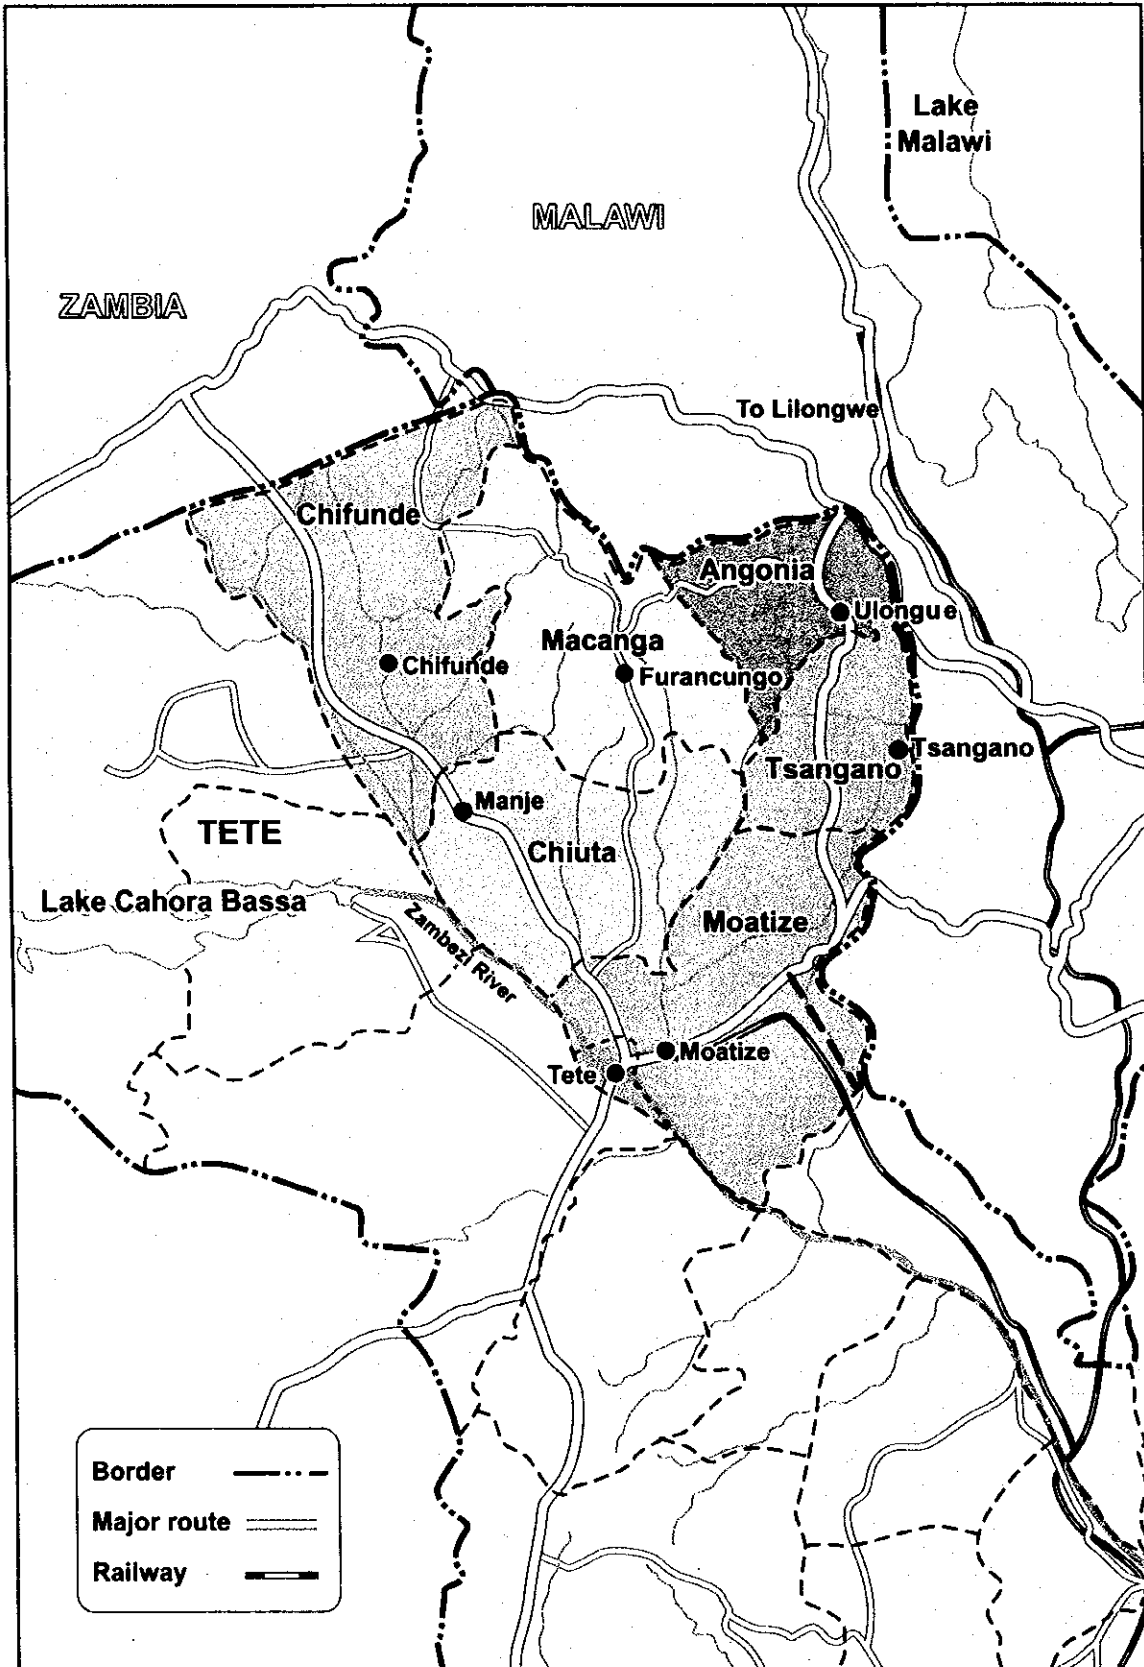 Lake
Malawi
MALAWI
ZAMBIA
To Lilongwe
Chifunde
Angonia
Ulongue
Macanga
Chifunde
Furancungo
Tsangano
Tsangano
Manje
TETE
Chiuta
Lake Cahora Bassa
Zambezi River
Moatize
Moatize
Tete
Border
Major route
Railway